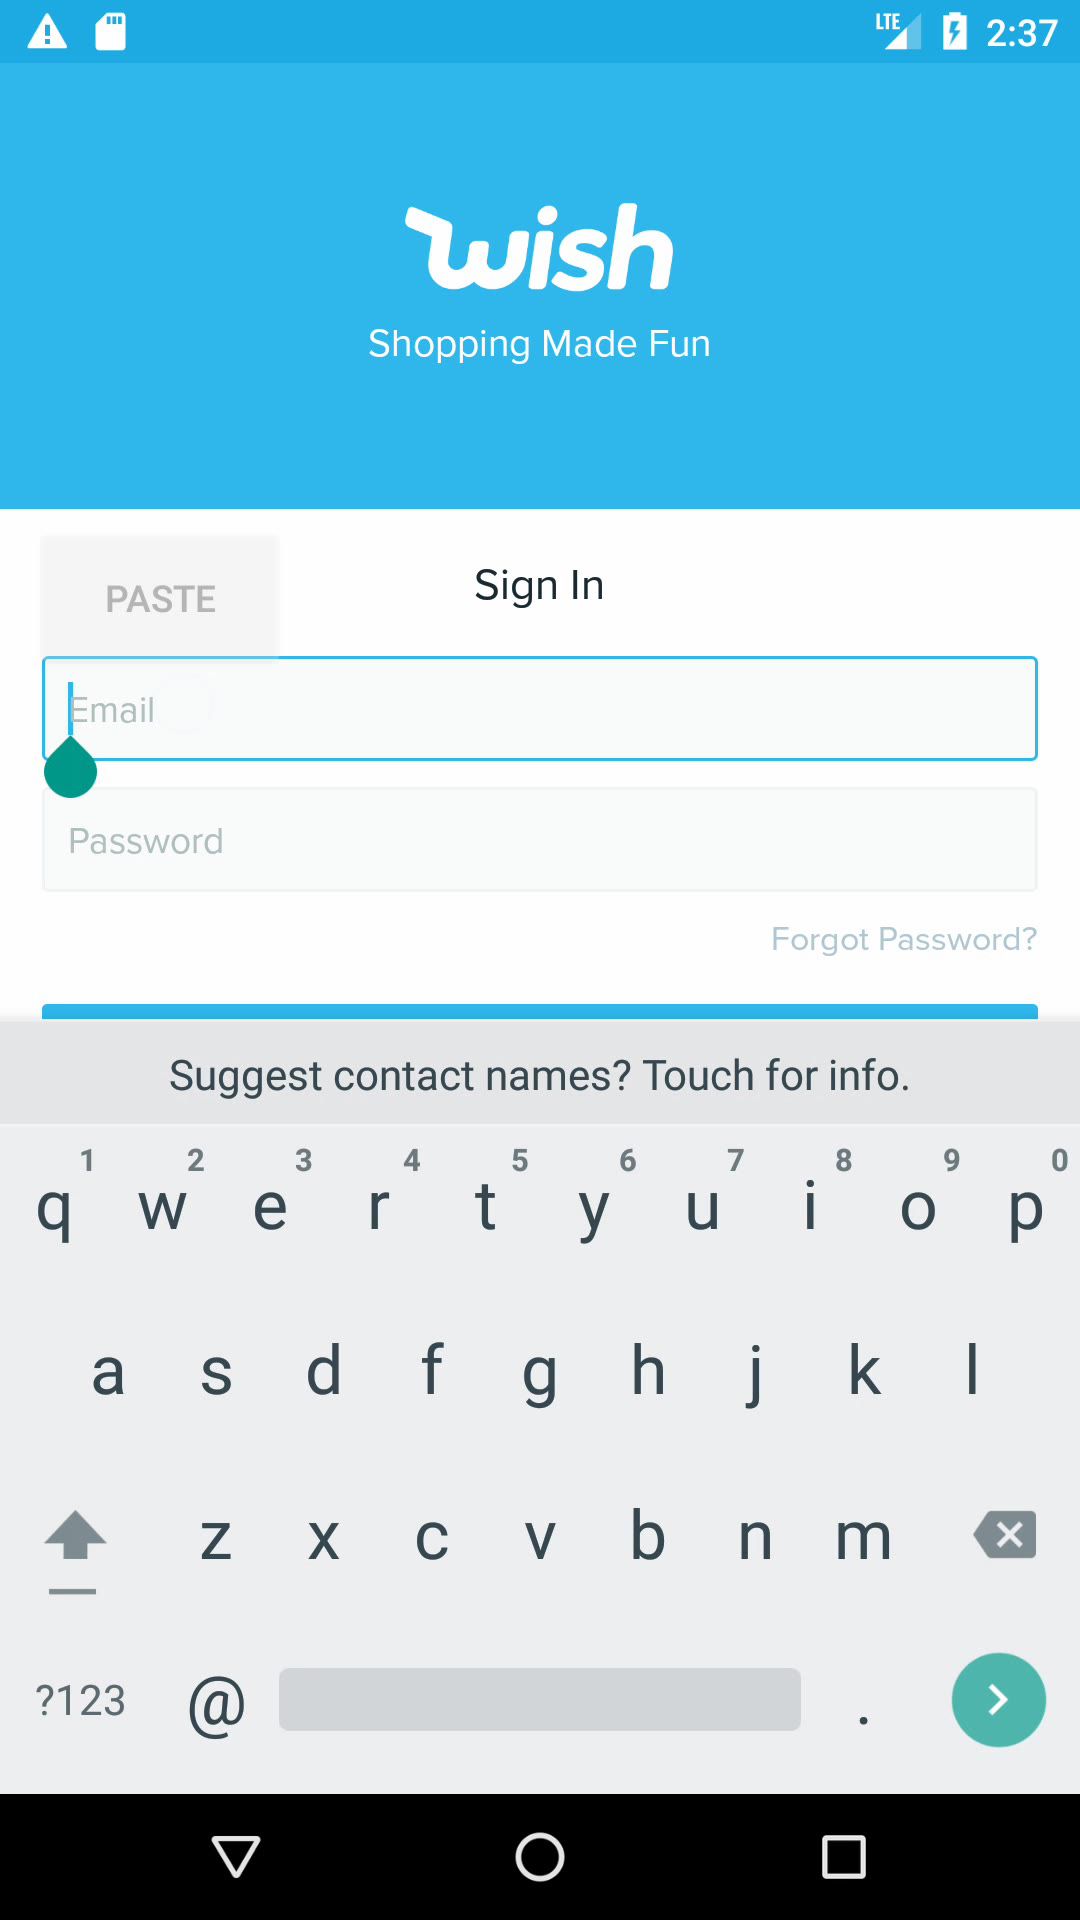 LTE 2:37
wish
Shopping Made Fun
PASTE
Sign In
Email
Password
Forgot Password?
Suggest contact names? Touch for info.
1 2 3 4 5 6 7 8 9 0
q w e r t y u i o p
a s d f g h j k l
z x c v b n m
?123 @ .